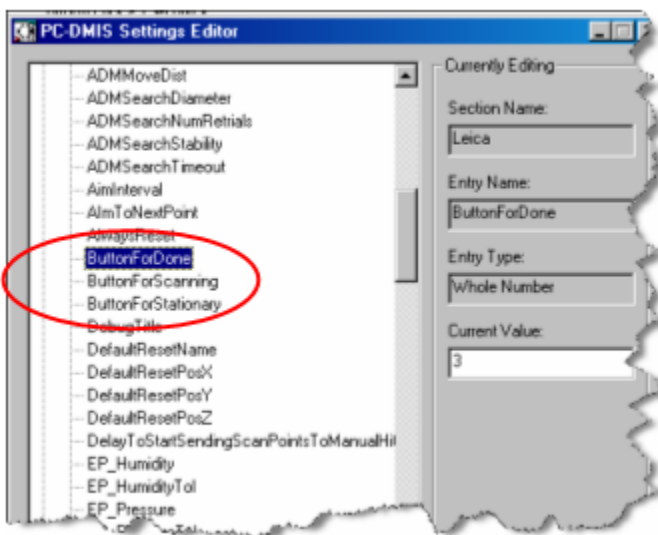 PC-DMIS Settings Editor
ADMMoveDist
ADMSearchDiameter
ADMSearchNumRetrials
ADMSearchStability
ADMSearchTimeout
AimInterval
AimToNextPoint
AlwaysReset
ButtonForDone
ButtonForScanning
ButtonForStationary
DebugTitle
DefaultResetName
DefaultResetPosX
DefaultResetPosY
DefaultResetPosZ
DelayToStartSendingScanPointsToManualHit
EP_Humidity
EP_HumidityTol
EP_Pressure
Currently Editing
Section Name:
Leica
Entry Name:
ButtonForDone
Entry Type:
Whole Number
Current Value:
3